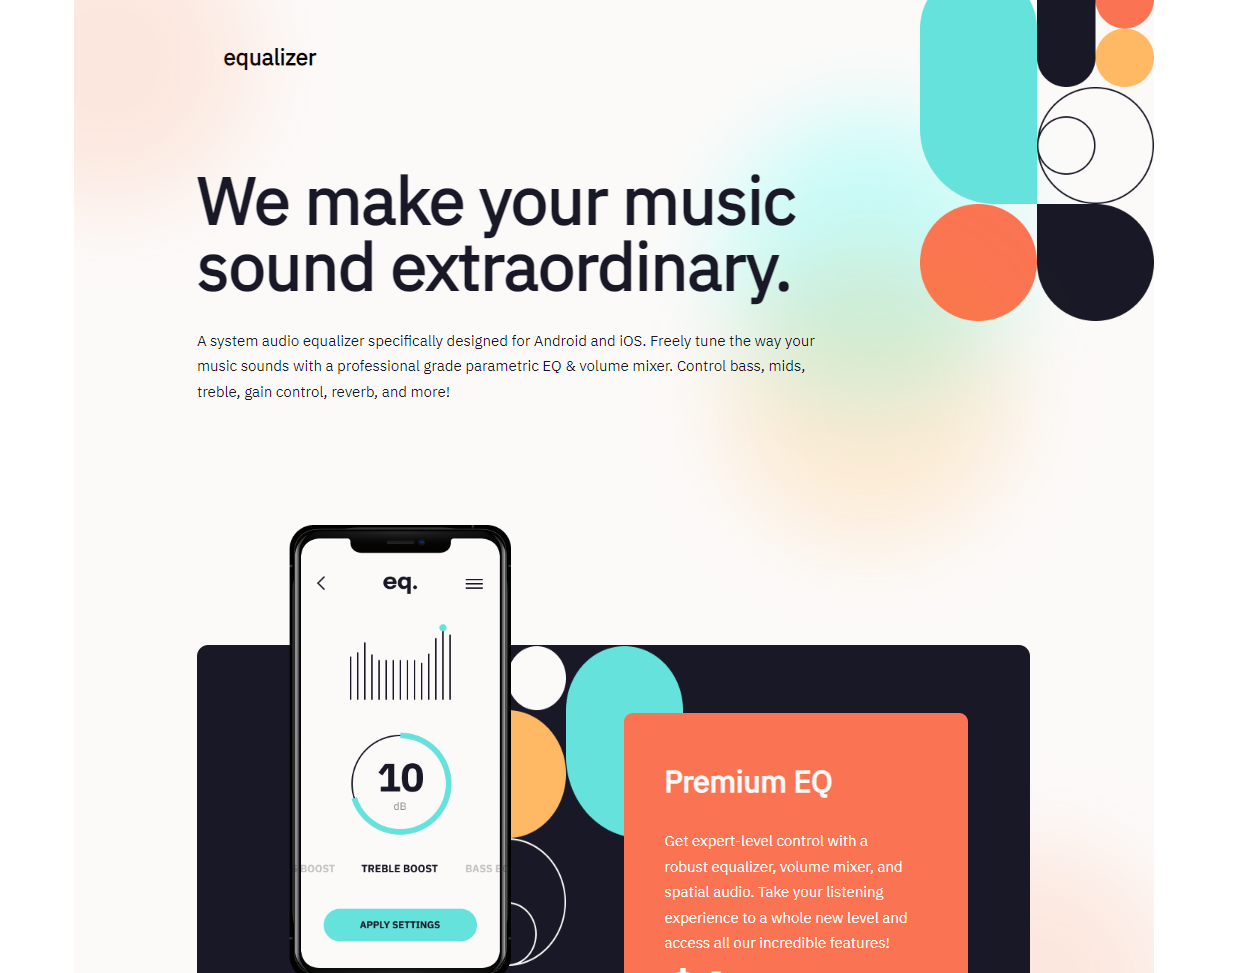 equalizer
We make your music
sound extraordinary.
A system audio equalizer specifically designed for Android and iOS. Freely tune the way your
music sounds with a professional grade parametric EQ & volume mixer. Control bass, mids,
treble, gain control, reverb, and more!
eq.
10
dB
BOOST TREBLE BOOST BASS
APPLY SETTINGS
Premium EQ
Get expert-level control with a
robust equalizer, volume mixer, and
spatial audio. Take your listening
experience to a whole new level and
access all our incredible features!